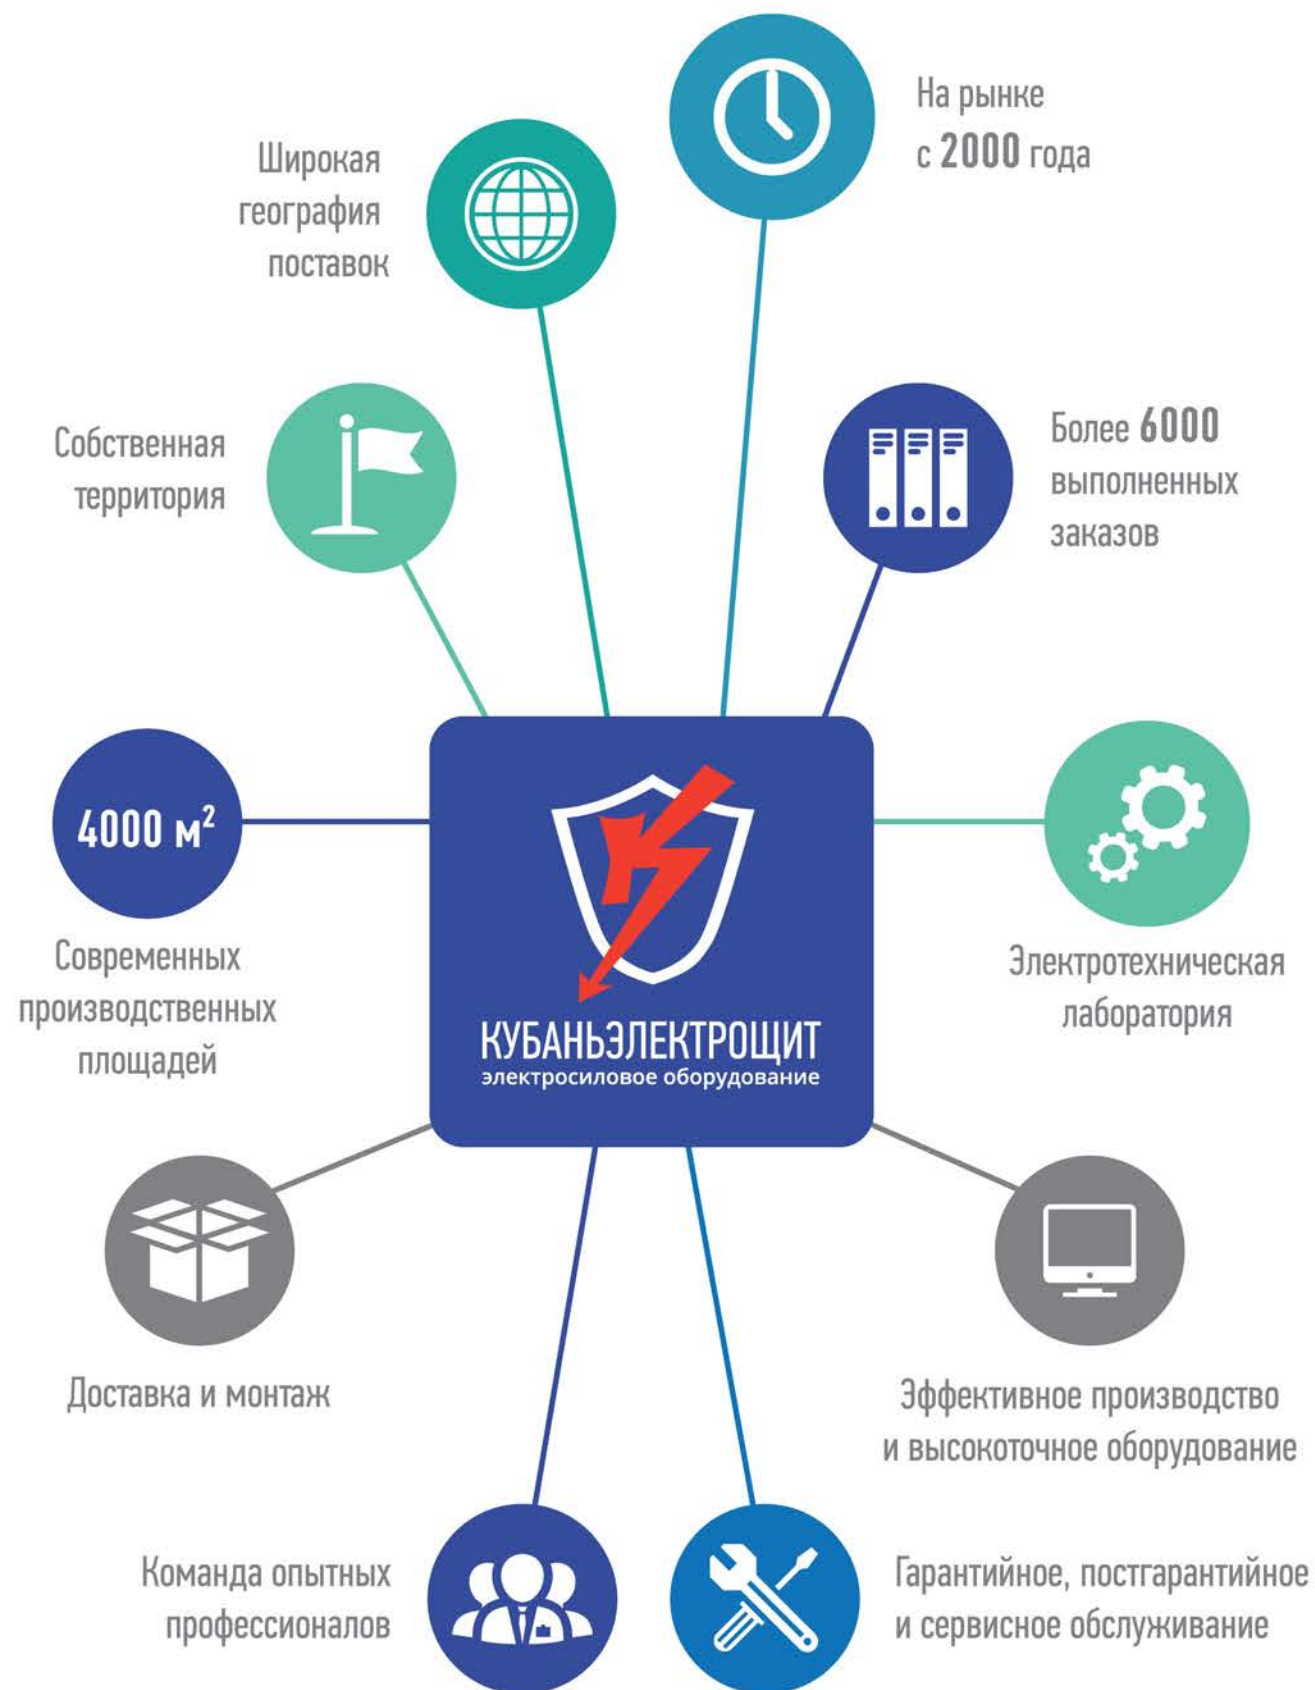 На рынке
с 2000 года
Широкая
география
поставок
Собственная
территория
Более 6000
выполненных
заказов
4000 м²
Современных
производственных
площадей
КУБАНЬЭЛЕКТРОЩИТ
электросиловое оборудование
Электротехническая
лаборатория
Доставка и монтаж
Эффективное производство
и высокоточное оборудование
Команда опытных
профессионалов
Гарантийное, постгарантийное
и сервисное обслуживание